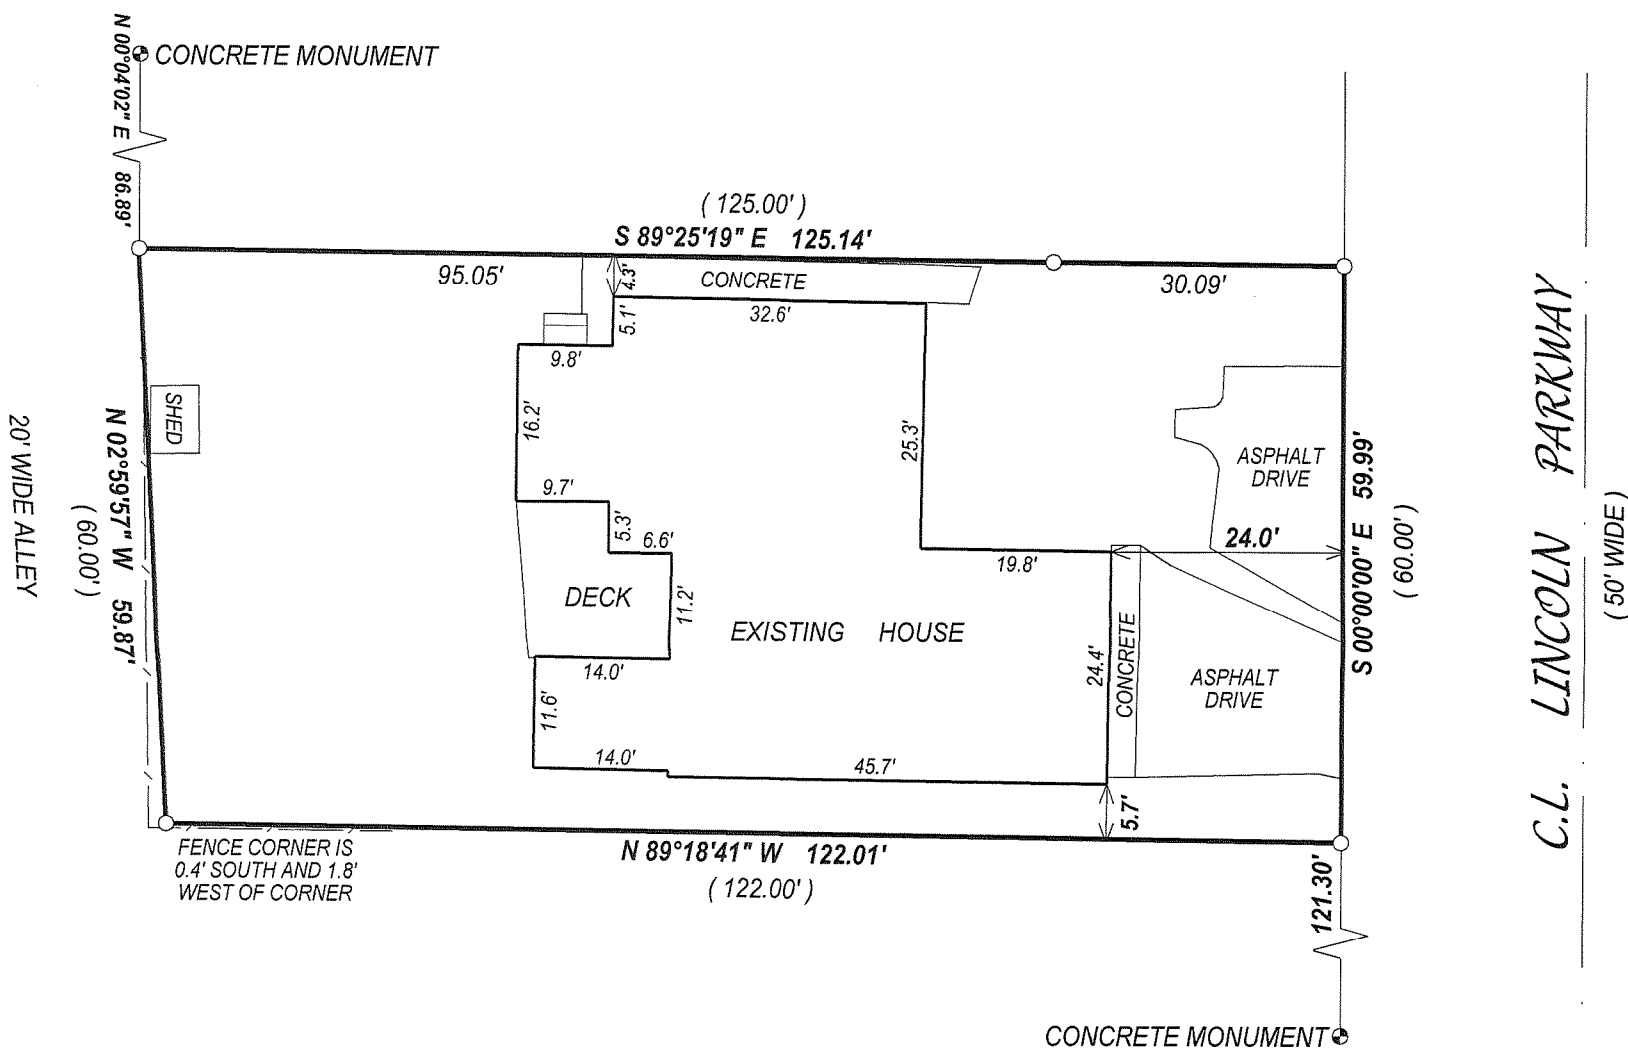 N 00°04'02" E 86.89'
CONCRETE MONUMENT
( 125.00' )
S 89°25'19" E 125.14'
95.05'
4.3'
CONCRETE
30.09'
5.1'
32.6'
9.8'
SHED
16.2'
25.3'
ASPHALT
DRIVE
9.7'
5.3'
6.6'
19.8'
24.0'
DECK
11.2'
EXISTING HOUSE
24.4'
CONCRETE
ASPHALT
DRIVE
14.0'
11.6'
14.0'
45.7'
5.7'
20' WIDE ALLEY
( 60.00' )
N 02°59'57" W 59.87'
S 00°00'00" E 59.99'
( 60.00' )
C.L. LINCOLN PARKWAY
( 50' WIDE )
FENCE CORNER IS
0.4' SOUTH AND 1.8'
WEST OF CORNER
N 89°18'41" W 122.01'
( 122.00' )
121.30'
CONCRETE MONUMENT